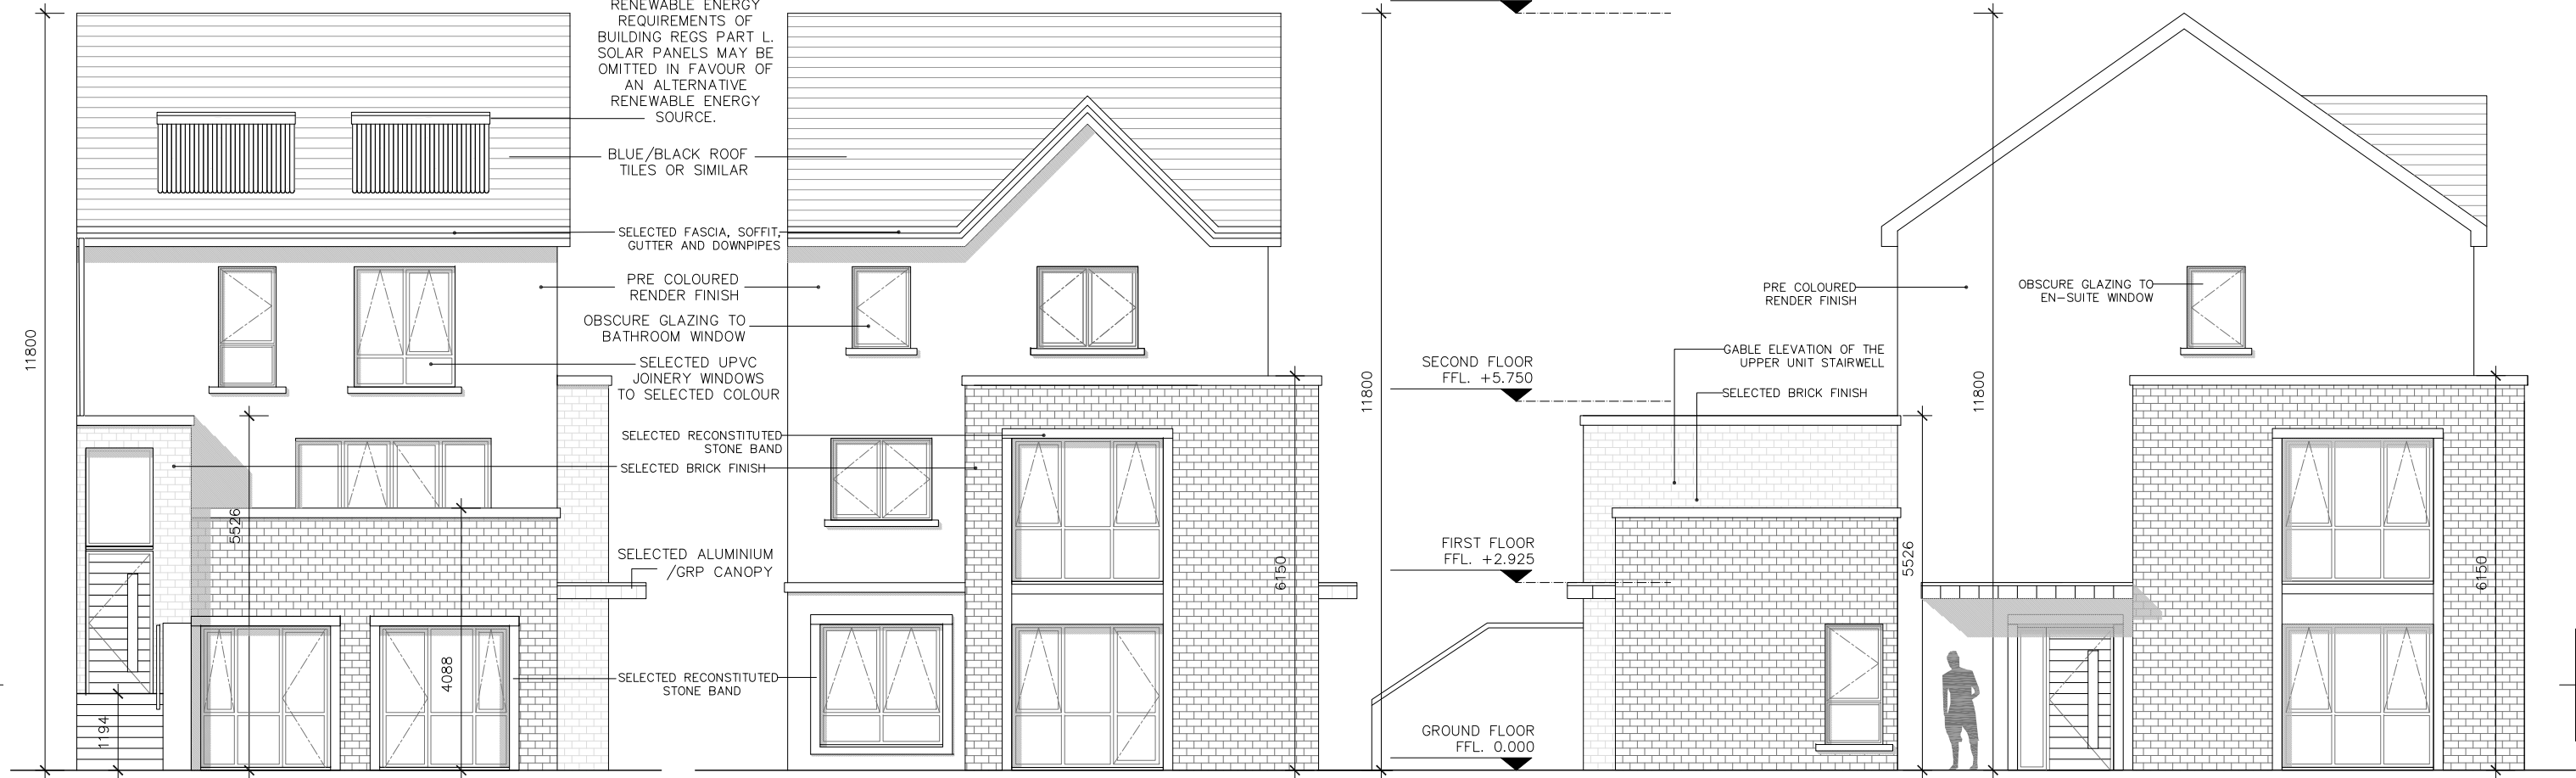 RENEWABLE ENERGY
REQUIREMENTS OF
BUILDING REGS PART L.
SOLAR PANELS MAY BE
OMITTED IN FAVOUR OF
AN ALTERNATIVE
RENEWABLE ENERGY
SOURCE.
BLUE/BLACK ROOF
TILES OR SIMILAR
SELECTED FASCIA, SOFFIT,
GUTTER AND DOWNPIPES
PRE COLOURED
RENDER FINISH
OBSCURE GLAZING TO
BATHROOM WINDOW
SELECTED UPVC
JOINERY WINDOWS
TO SELECTED COLOUR
SELECTED RECONSTITUTED
STONE BAND
SELECTED BRICK FINISH
SELECTED ALUMINIUM
/GRP CANOPY
SELECTED RECONSTITUTED
STONE BAND
11800
1194
5526
4088
6150
11800
SECOND FLOOR
FFL. +5.750
FIRST FLOOR
FFL. +2.925
GROUND FLOOR
FFL. 0.000
PRE COLOURED
RENDER FINISH
GABLE ELEVATION OF THE
UPPER UNIT STAIRWELL
SELECTED BRICK FINISH
5526
11800
OBSCURE GLAZING TO
EN-SUITE WINDOW
6150